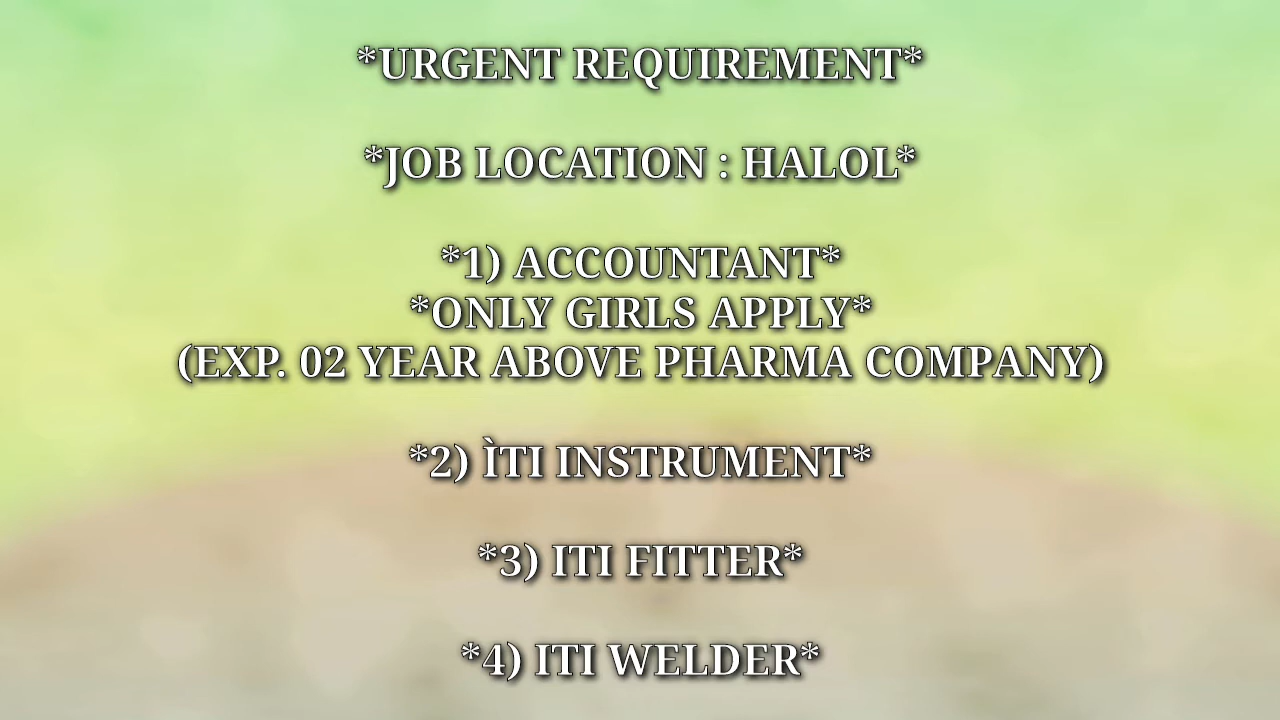 *URGENT REQUIREMENT*
*JOB LOCATION : HALOL*
*1) ACCOUNTANT*
*ONLY GIRLS APPLY*
(EXP. 02 YEAR ABOVE PHARMA COMPANY)
*2) ÌTI INSTRUMENT*
*3) ITI FITTER*
*4) ITI WELDER*